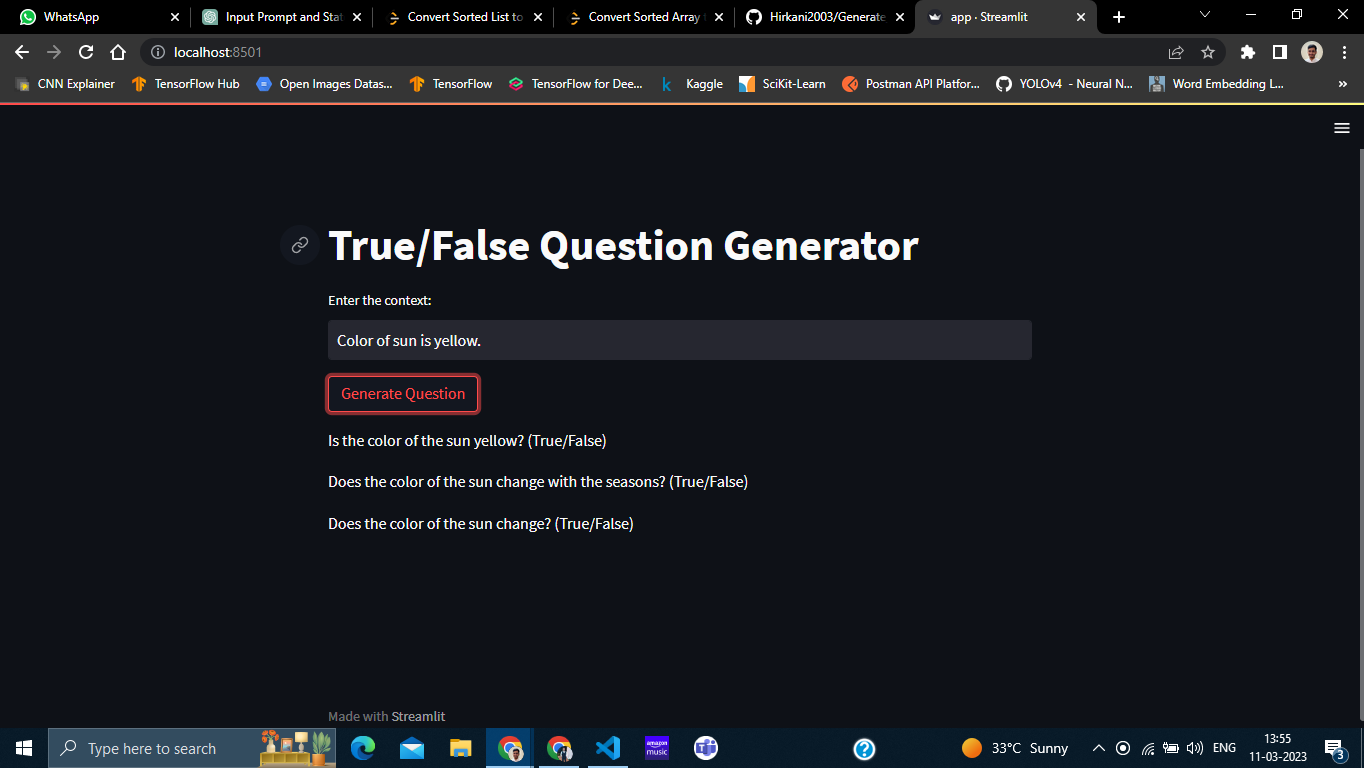 WhatsApp
Input Prompt and Stat
Convert Sorted List to
Convert Sorted Array
Hirkani2003/Generate
app · Streamlit
localhost:8501
CNN Explainer
TensorFlow Hub
Open Images Datas...
TensorFlow
TensorFlow for Dee...
Kaggle
SciKit-Learn
Postman API Platfor...
YOLOv4 - Neural N...
Word Embedding L...
»
True/False Question Generator
Enter the context:
Color of sun is yellow.
Generate Question
Is the color of the sun yellow? (True/False)
Does the color of the sun change with the seasons? (True/False)
Does the color of the sun change? (True/False)
Made with Streamlit
Type here to search
amazon music
33°C Sunny
ENG
13:55
11-03-2023
3